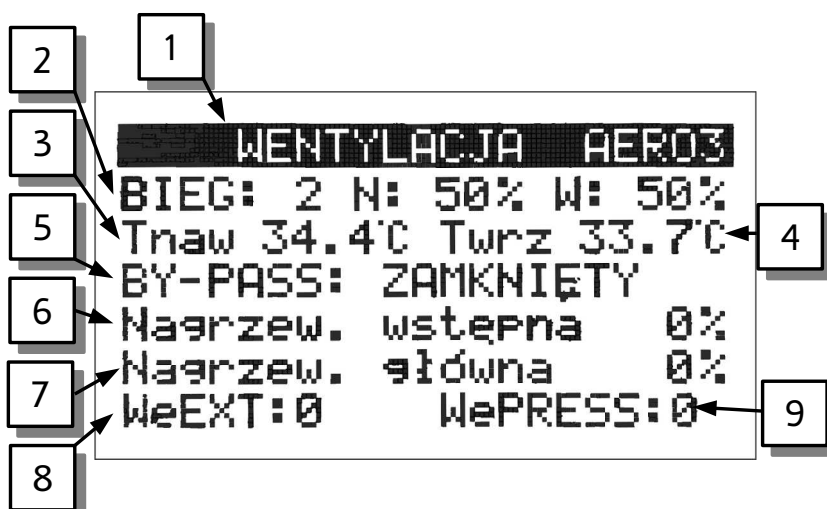 1
2
3
4
5
6
7
8
9
WENTYLACJA AERO3
BIEG: 2 N: 50% W: 50%
Tnaw 34.4°C Twrz 33.7°C
BY-PASS: ZAMKNIĘTY
Nagrzew. wstępna 0%
Nagrzew. główna 0%
WeEXT:0 WePRESS:0